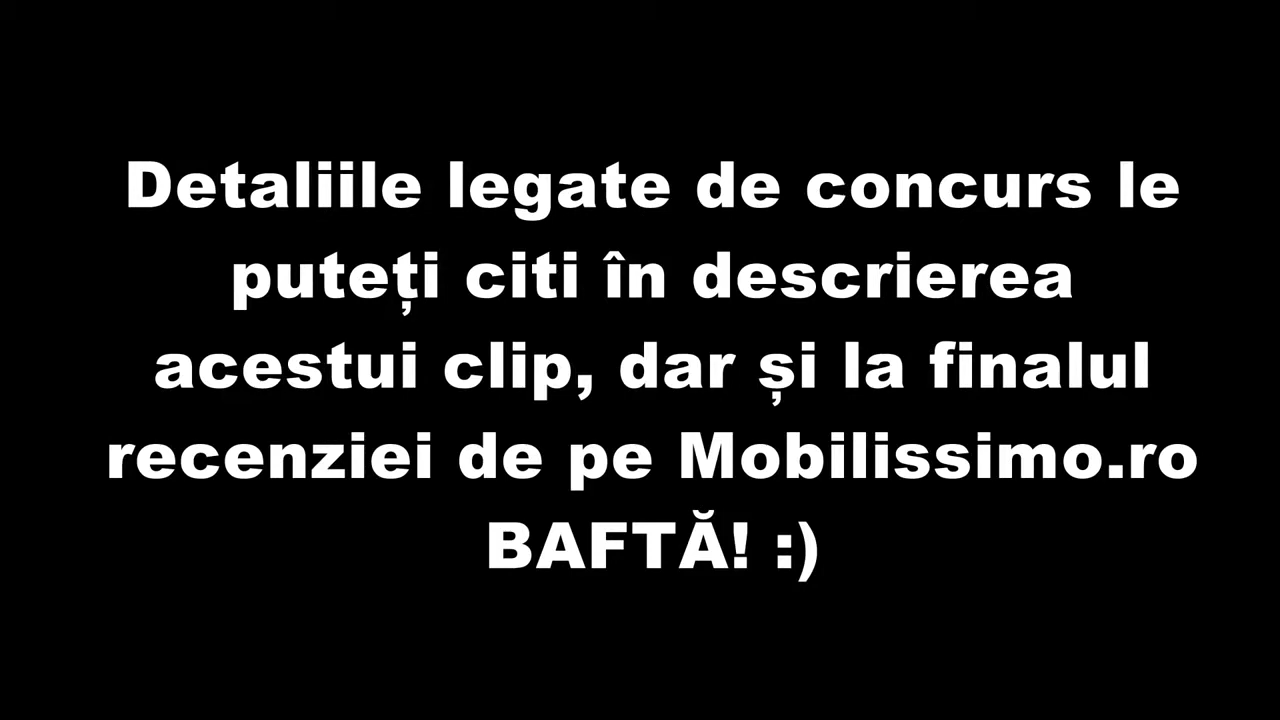 Detaliile legate de concurs le
puteți citi în descrierea
acestui clip, dar și la finalul
recenziei de pe Mobilissimo.ro
BAFTĂ! :)